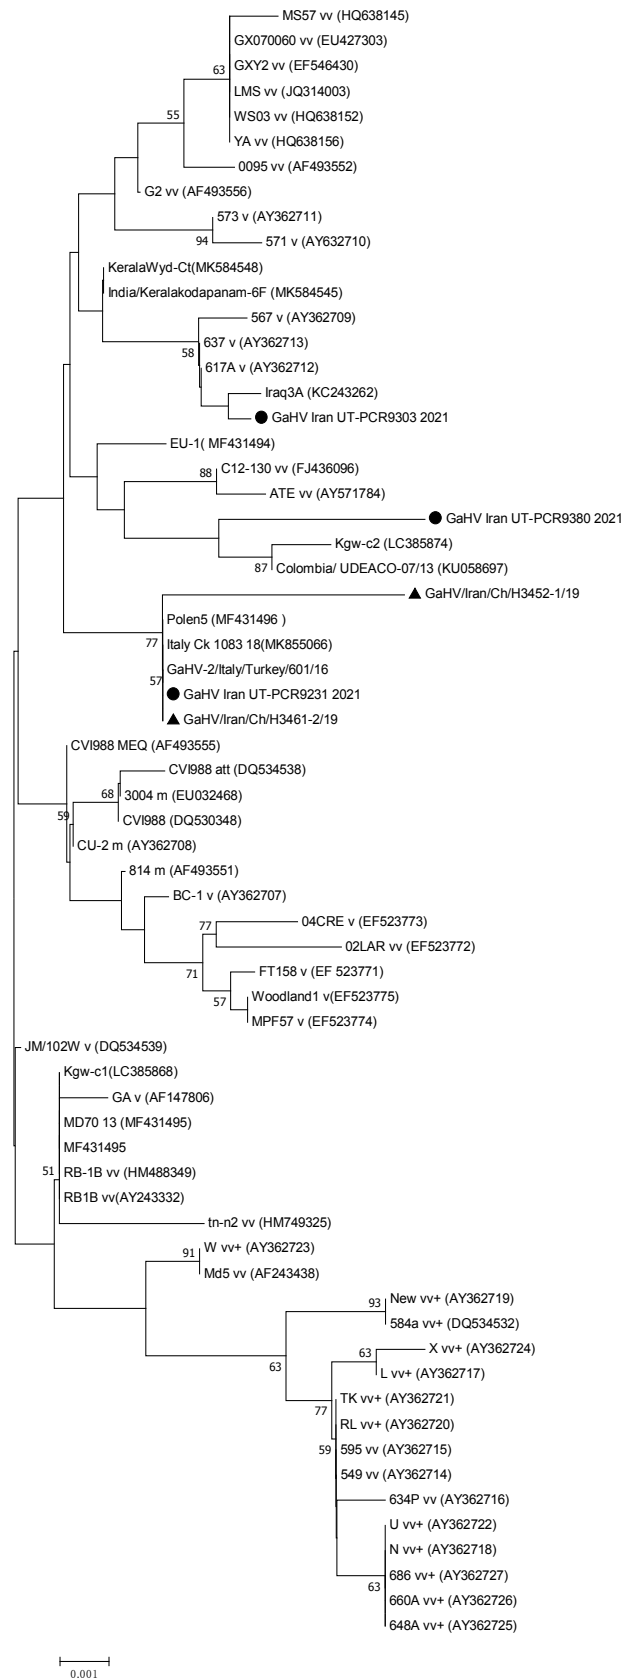 MS57 vv (HQ638145)
GX070060 vv (EU427303)
63
GXY2 vv (EF546430)
LMS vv (JQ314003)
55
WS03 vv (HQ638152)
YA vv (HQ638156)
0095 vv (AF493552)
G2 vv (AF493556)
573 v (AY362711)
94
571 v (AY632710)
KeralaWyd-Ct(MK584548)
India/Keralakodapanam-6F (MK584545)
567 v (AY362709)
637 v (AY362713)
58
617A v (AY362712)
Iraq3A (KC243262)
GaHV Iran UT-PCR9303 2021
EU-1( MF431494)
88
C12-130 vv (FJ436096)
ATE vv (AY571784)
GaHV Iran UT-PCR9380 2021
Kgw-c2 (LC385874)
87
Colombia/ UDEACO-07/13 (KU058697)
GaHV/Iran/Ch/H3452-1/19
Polen5 (MF431496 )
77
Italy Ck 1083 18(MK855066)
GaHV-2/Italy/Turkey/601/16
57
GaHV Iran UT-PCR9231 2021
GaHV/Iran/Ch/H3461-2/19
CVI988 MEQ (AF493555)
CVI988 att (DQ534538)
68
3004 m (EU032468)
59
CVI988 (DQ530348)
CU-2 m (AY362708)
814 m (AF493551)
BC-1 v (AY362707)
77
04CRE v (EF523773)
02LAR vv (EF523772)
71
FT158 v (EF 523771)
57
Woodland1 v(EF523775)
MPF57 v (EF523774)
JM/102W v (DQ534539)
Kgw-c1(LC385868)
GA v (AF147806)
MD70 13 (MF431495)
MF431495
51
RB-1B vv (HM488349)
RB1B vv(AY243332)
tn-n2 vv (HM749325)
91
W vv+ (AY362723)
Md5 vv (AF243438)
93
New vv+ (AY362719)
584a vv+ (DQ534532)
63
63
X vv+ (AY362724)
L vv+ (AY362717)
77
TK vv+ (AY362721)
RL vv+ (AY362720)
59
595 vv (AY362715)
549 vv (AY362714)
634P vv (AY362716)
U vv+ (AY362722)
N vv+ (AY362718)
63
686 vv+ (AY362727)
660A vv+ (AY362726)
648A vv+ (AY362725)
0.001